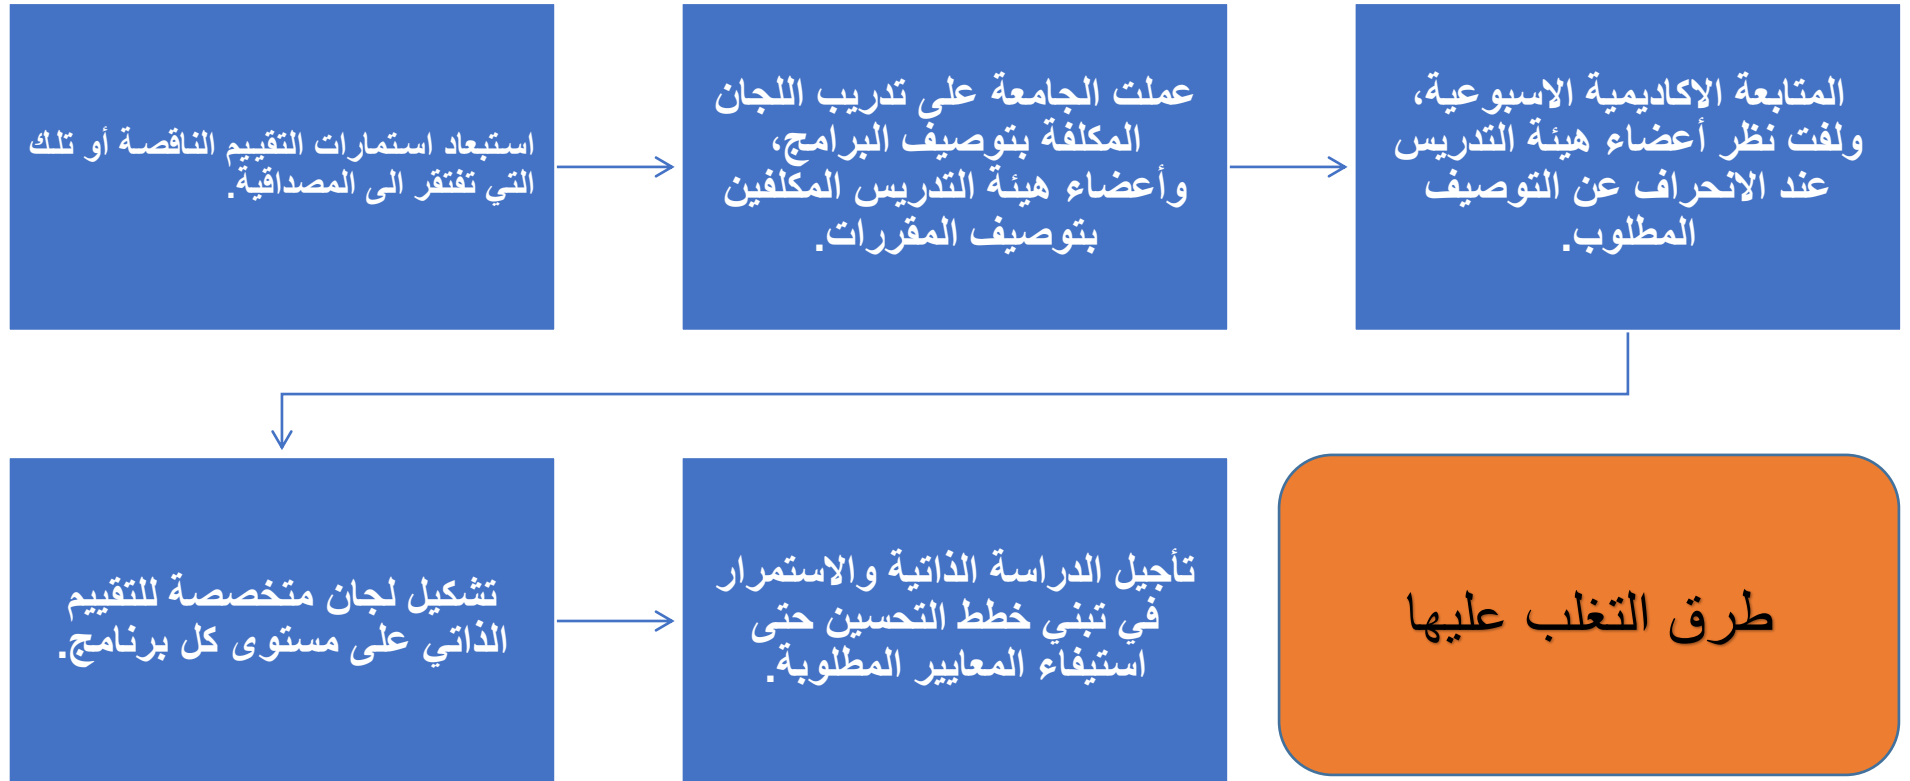 استبعاد استمارات التقييم الناقصة أو تلك
التي تفتقر الى المصداقية.
عملت الجامعة على تدريب اللجان
المكلفة بتوصيف البرامج،
وأعضاء هيئة التدريس المكلفين
بتوصيف المقررات.
المتابعة الاكاديمية الاسبوعية،
ولفت نظر أعضاء هيئة التدريس
عند الانحراف عن التوصيف
المطلوب.
تشكيل لجان متخصصة للتقييم
الذاتي على مستوى كل برنامج.
تأجيل الدراسة الذاتية والاستمرار
في تبني خطط التحسين حتى
استيفاء المعايير المطلوبة.
طرق التغلب عليها